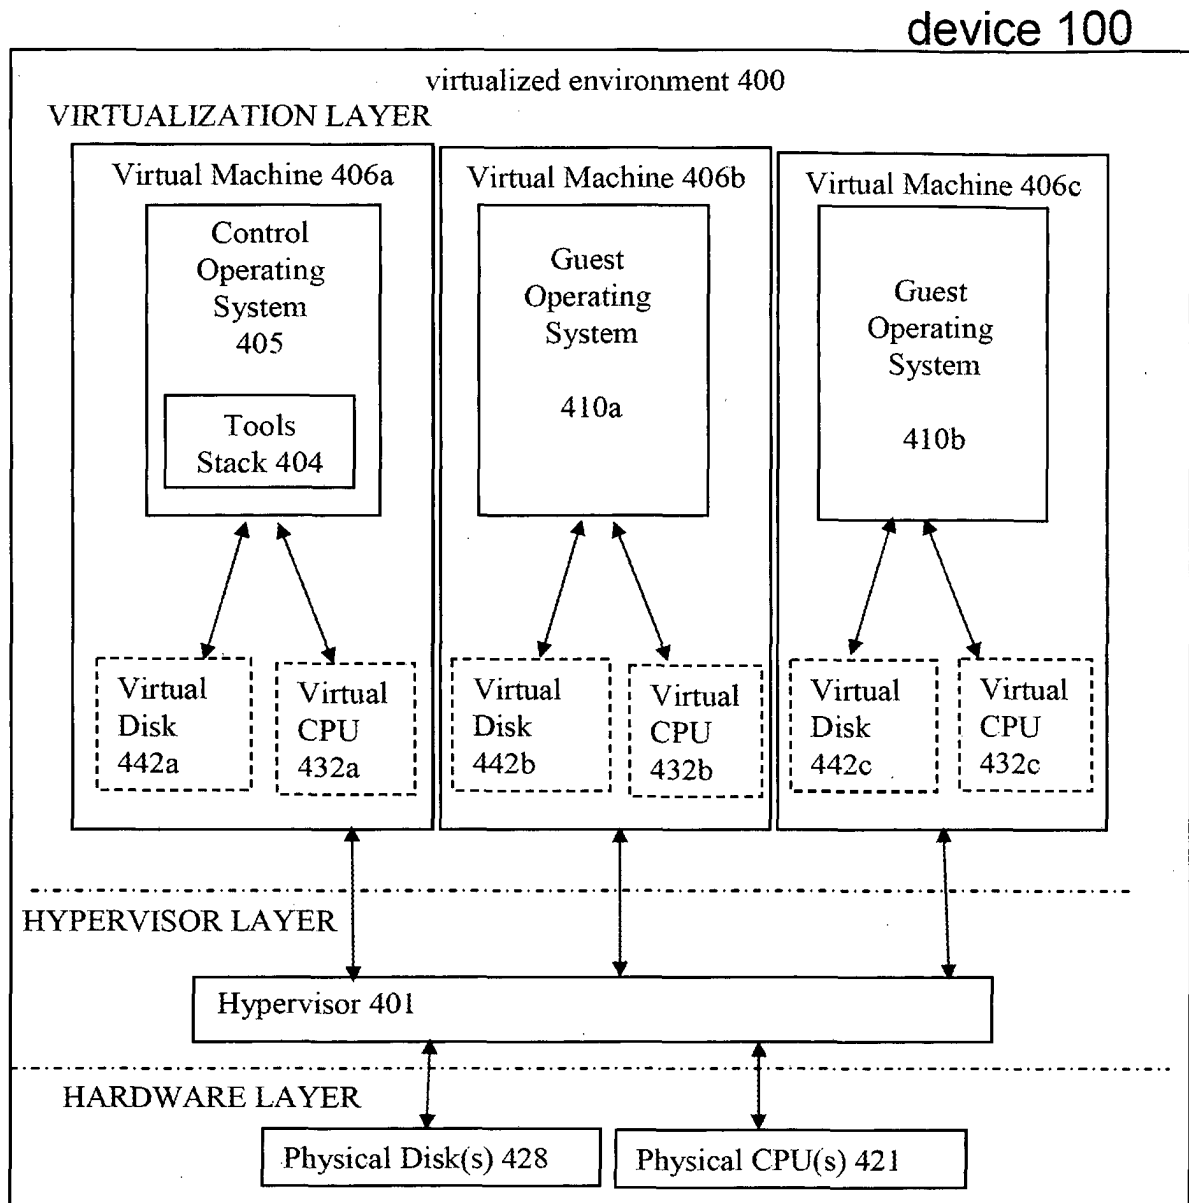 device 100
virtualized environment 400
VIRTUALIZATION LAYER
Virtual Machine 406a
Control
Operating
System
405
Tools
Stack 404
Virtual
Disk
442a
Virtual
CPU
432a
Virtual Machine 406b
Guest
Operating
System
410a
Virtual
Disk
442b
Virtual
CPU
432b
Virtual Machine 406c
Guest
Operating
System
410b
Virtual
Disk
442c
Virtual
CPU
432c
HYPERVISOR LAYER
Hypervisor 401
HARDWARE LAYER
Physical Disk(s) 428
Physical CPU(s) 421